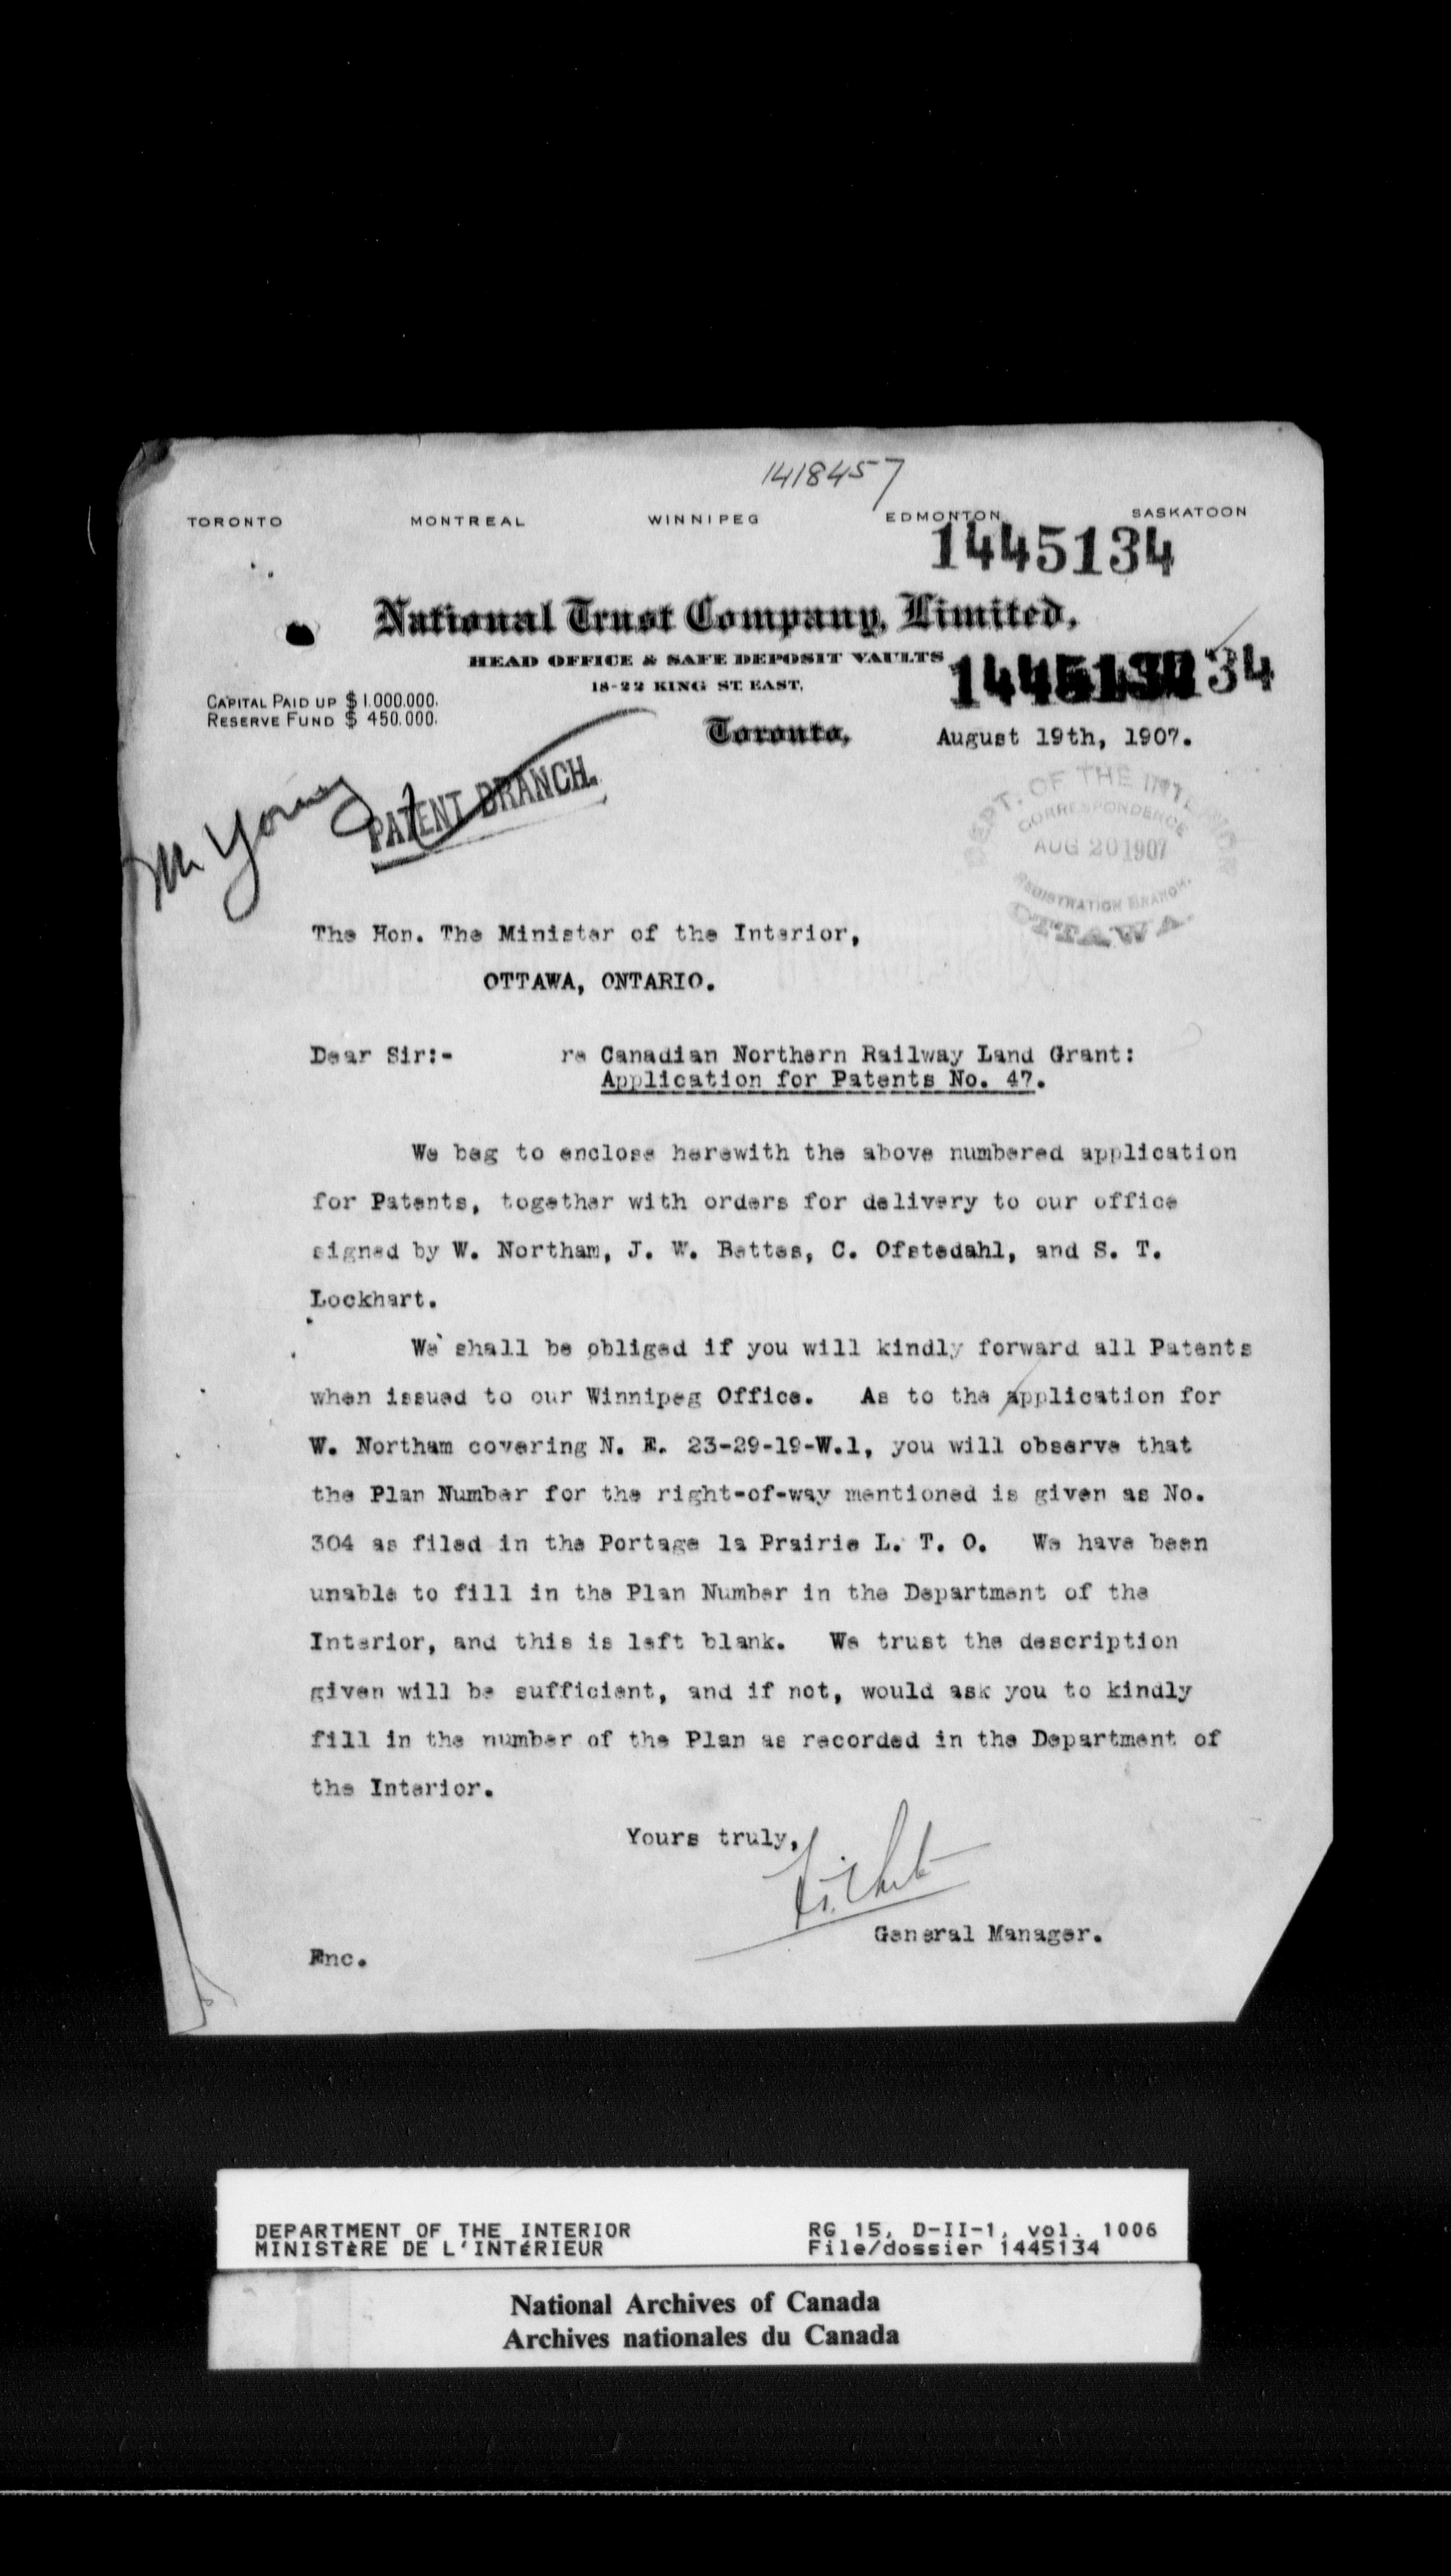 1418457
TORONTO MONTREAL WINNIPEG EDMONTON SASKATOON
1445134
National Trust Company, Limited,
HEAD OFFICE & SAFE DEPOSIT VAULTS
18-22 KING ST. EAST,
34
CAPITAL PAID UP $1,000,000.
RESERVE FUND $ 450,000.
Toronto, August 19th, 1907.
Mr Young
PATENT BRANCH.
DEPT. OF THE INTERIOR
CORRESPONDENCE
AUG 20 1907
REGISTRATION BRANCH.
OTTAWA.
The Hon. The Minister of the Interior,
OTTAWA, ONTARIO.
Dear Sir:- re Canadian Northern Railway Land Grant:
Application for Patents No. 47.
We beg to enclose herewith the above numbered application
for Patents, together with orders for delivery to our office
signed by W. Northam, J. W. Bettes, C. Ofstedahl, and S. T.
Lockhart.
We shall be obliged if you will kindly forward all Patents
when issued to our Winnipeg Office. As to the application for
W. Northam covering N. E. 23-29-19-W.1, you will observe that
the Plan Number for the right-of-way mentioned is given as No.
304 as filed in the Portage la Prairie L. T. O. We have been
unable to fill in the Plan Number in the Department of the
Interior, and this is left blank. We trust the description
given will be sufficient, and if not, would ask you to kindly
fill in the number of the Plan as recorded in the Department of
the Interior.
Yours truly,
General Manager.
Enc.
DEPARTMENT OF THE INTERIOR RG 15, D-II-1, vol. 1006
MINISTÈRE DE L'INTÉRIEUR File/dossier 1445134
National Archives of Canada
Archives nationales du Canada